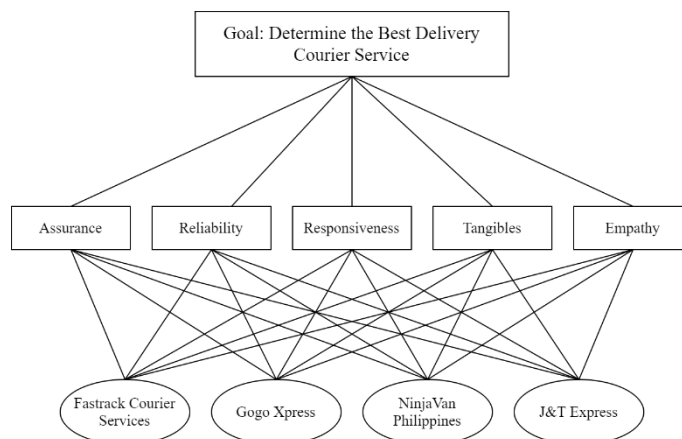 Goal: Determine the Best Delivery
Courier Service
Assurance
Reliability
Responsiveness
Tangibles
Empathy
Fastrack Courier
Services
Gogo Xpress
NinjaVan
Philippines
J&T Express